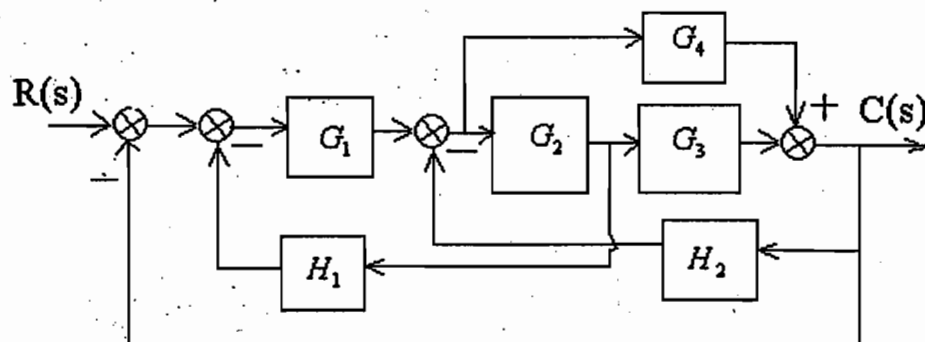 G₄
R(s)
+
C(s)
G₁
G₂
G₃
−
−
−
H₁
H₂